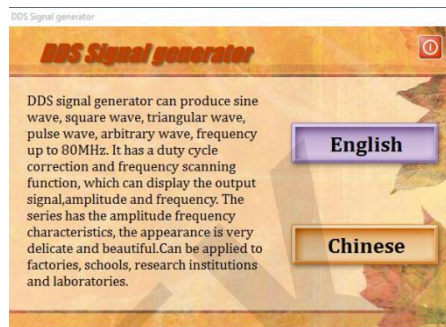 DDS Signal generator
DDS Signal generator
DDS signal generator can produce sine
wave, square wave, triangular wave,
pulse wave, arbitrary wave, frequency
up to 80MHz. It has a duty cycle
correction and frequency scanning
function, which can display the output
signal,amplitude and frequency. The
series has the amplitude frequency
characteristics, the appearance is very
delicate and beautiful.Can be applied to
factories, schools, research institutions
and laboratories.
English
Chinese